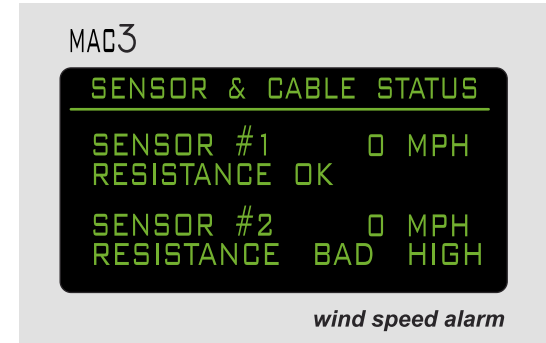 MAC3
SENSOR & CABLE STATUS
SENSOR #1 0 MPH
RESISTANCE OK
SENSOR #2 0 MPH
RESISTANCE BAD HIGH
wind speed alarm